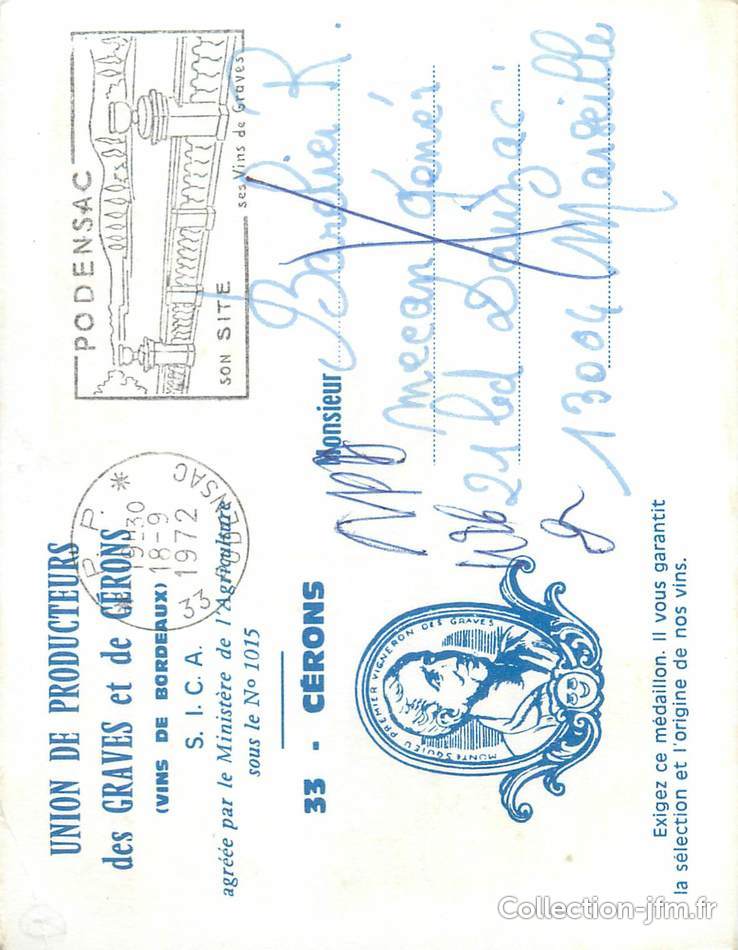 UNION DE PRODUCTEURS
des GRAVES et de CÉRONS
(VINS DE BORDEAUX)
S. I. C. A.
agréée par le Ministère de l'Agriculture
sous le No 1015
33 - CÉRONS
MONTESQUIEU PREMIER VIGNERON DES GRAVES
Exigez ce médaillon. Il vous garantit
la sélection et l'origine de nos vins.
P. P.
19H30
18-9
1972
33 PODENSAC
PODENSAC
SON SITE
ses Vins de Graves
Monsieur R.
Mecan Génér
21 bd Dauzac
13004 Marseille
Collection-jfm.fr